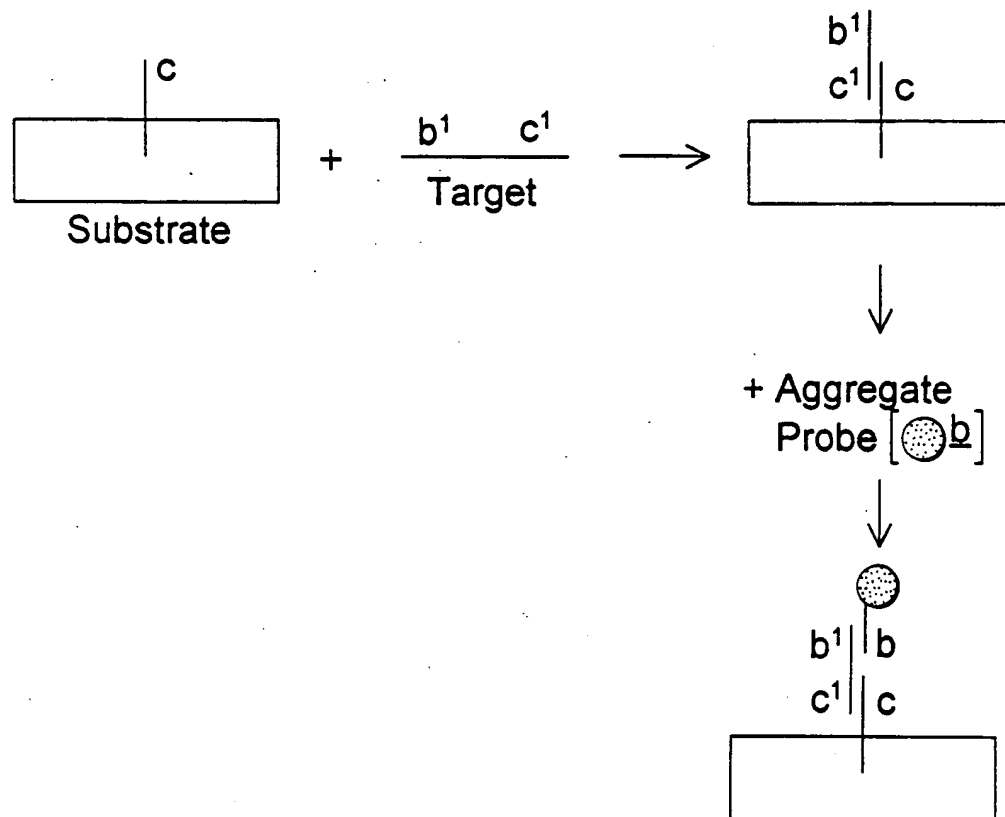 c
Substrate
+
b¹ c¹
Target
b¹
c¹ c
+ Aggregate
Probe [ b]
b¹ b
c¹ c